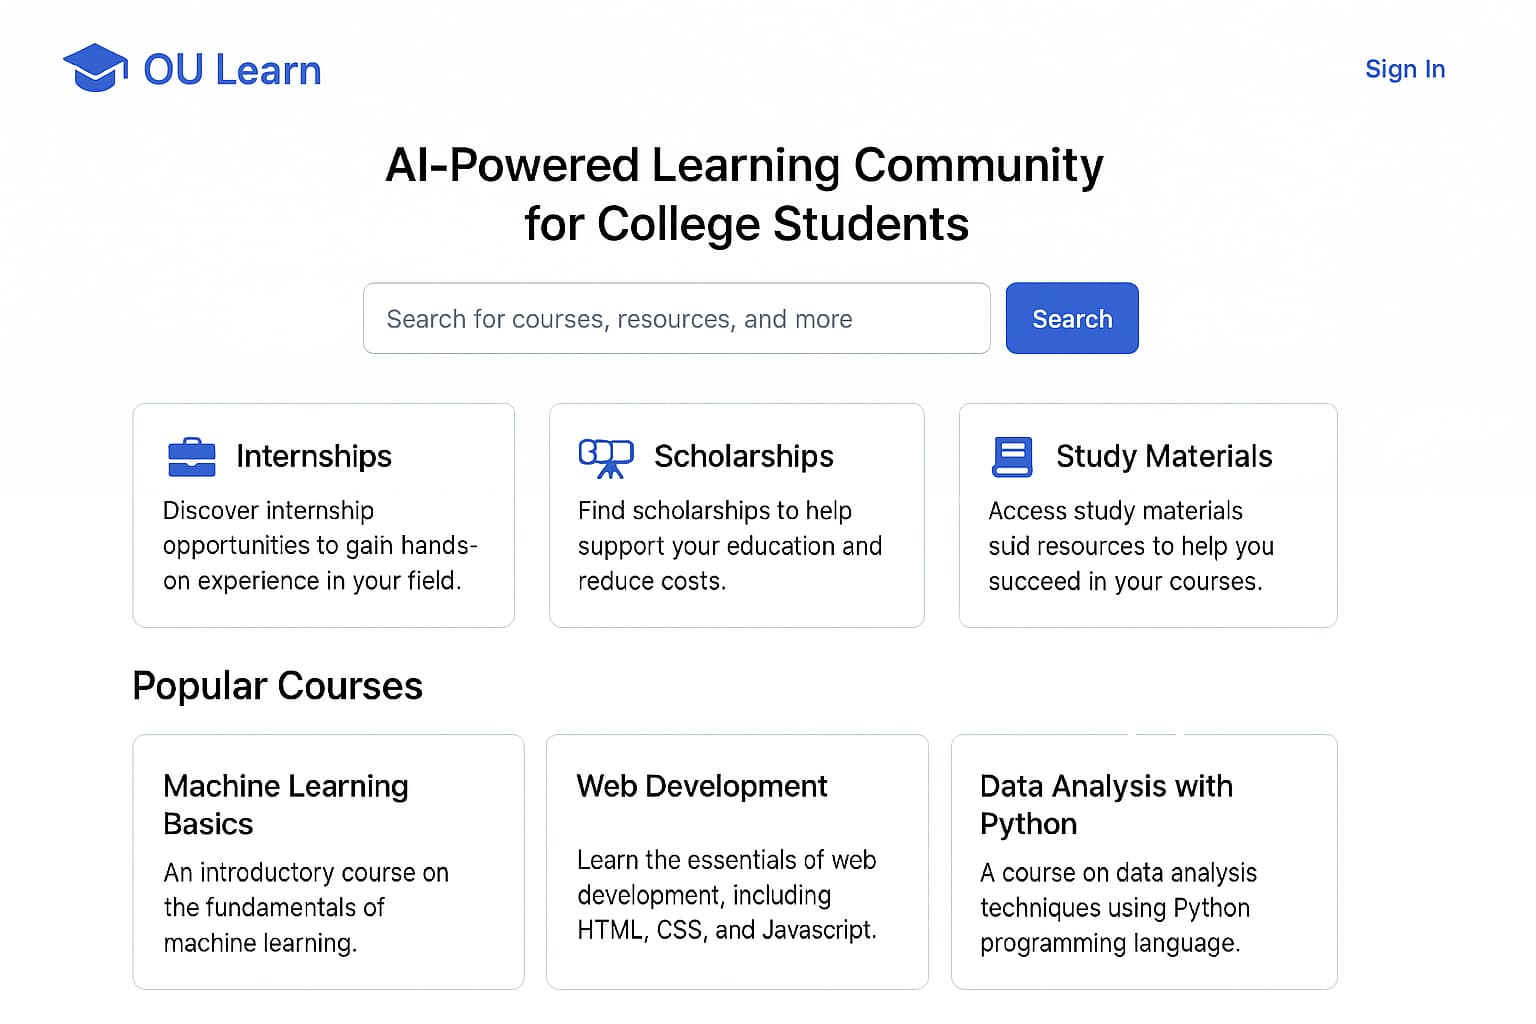 OU Learn
Sign In
AI-Powered Learning Community
for College Students
Search for courses, resources, and more
Search
Internships
Discover internship
opportunities to gain hands-
on experience in your field.
Scholarships
Find scholarships to help
support your education and
reduce costs.
Study Materials
Access study materials
suid resources to help you
succeed in your courses.
Popular Courses
Machine Learning
Basics
An introductory course on
the fundamentals of
machine learning.
Web Development
Learn the essentials of web
development, including
HTML, CSS, and Javascript.
Data Analysis with
Python
A course on data analysis
techniques using Python
programming language.